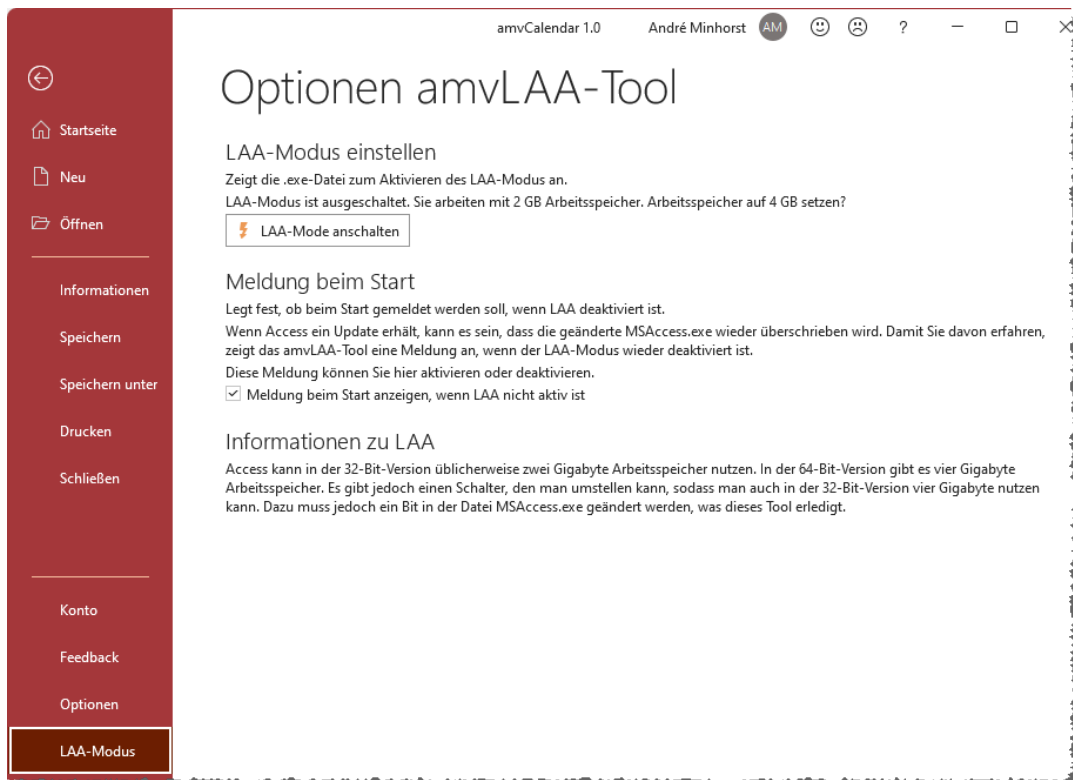 amvCalendar 1.0
André Minhorst
AM
?
Startseite
Neu
Öffnen
Informationen
Speichern
Speichern unter
Drucken
Schließen
Konto
Feedback
Optionen
LAA-Modus
Optionen amvLAA-Tool
LAA-Modus einstellen
Zeigt die .exe-Datei zum Aktivieren des LAA-Modus an.
LAA-Modus ist ausgeschaltet. Sie arbeiten mit 2 GB Arbeitsspeicher. Arbeitsspeicher auf 4 GB setzen?
LAA-Mode anschalten
Meldung beim Start
Legt fest, ob beim Start gemeldet werden soll, wenn LAA deaktiviert ist.
Wenn Access ein Update erhält, kann es sein, dass die geänderte MSAccess.exe wieder überschrieben wird. Damit Sie davon erfahren,
zeigt das amvLAA-Tool eine Meldung an, wenn der LAA-Modus wieder deaktiviert ist.
Diese Meldung können Sie hier aktivieren oder deaktivieren.
Meldung beim Start anzeigen, wenn LAA nicht aktiv ist
Informationen zu LAA
Access kann in der 32-Bit-Version üblicherweise zwei Gigabyte Arbeitsspeicher nutzen. In der 64-Bit-Version gibt es vier Gigabyte
Arbeitsspeicher. Es gibt jedoch einen Schalter, den man umstellen kann, sodass man auch in der 32-Bit-Version vier Gigabyte nutzen
kann. Dazu muss jedoch ein Bit in der Datei MSAccess.exe geändert werden, was dieses Tool erledigt.